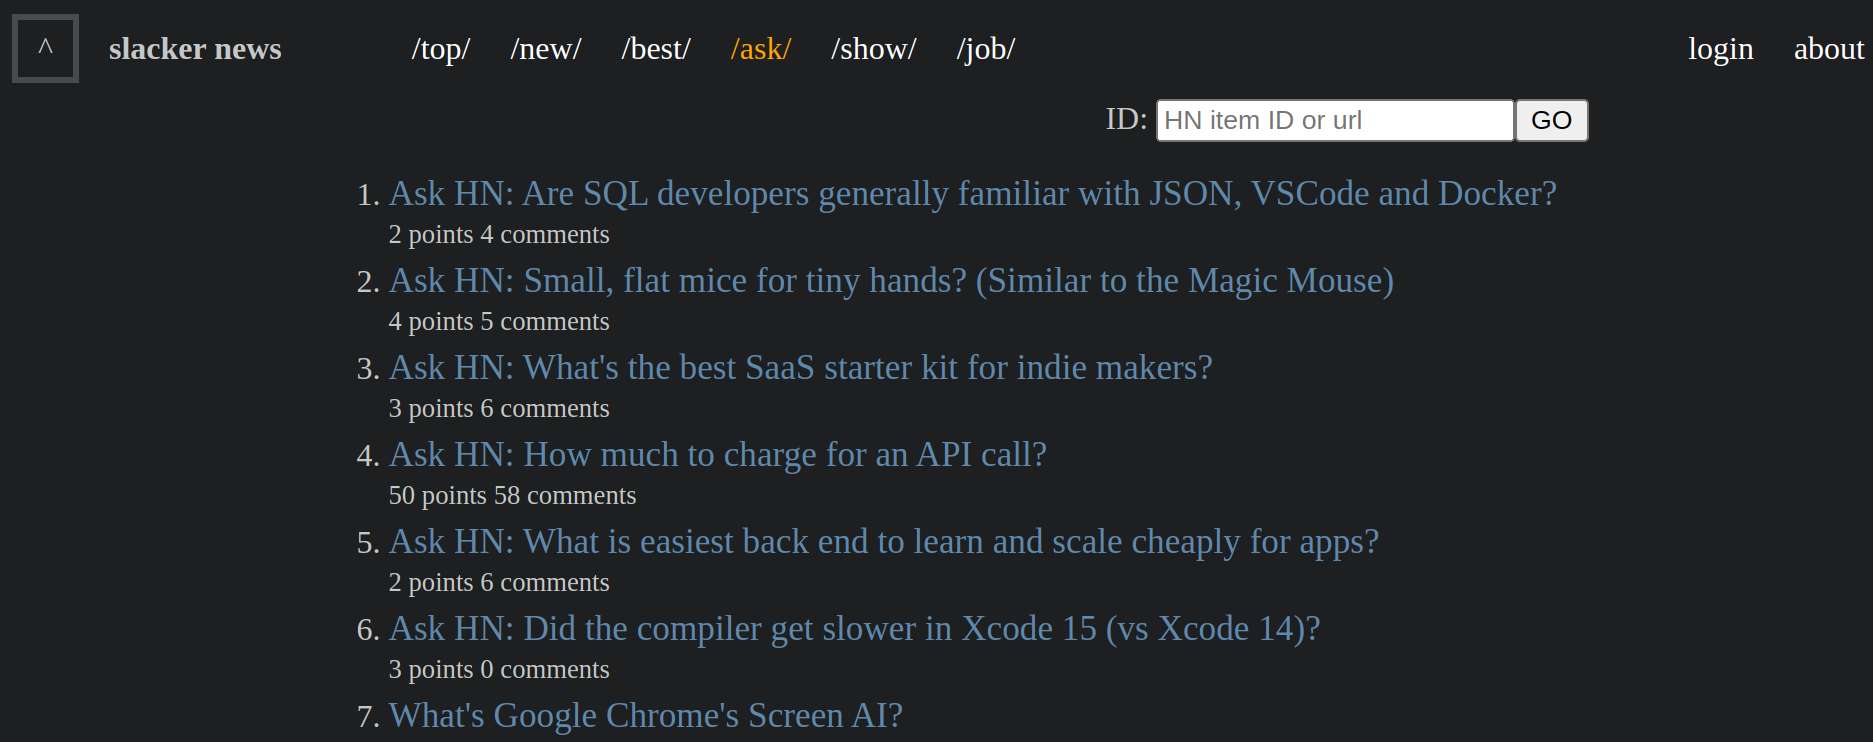 ^ slacker news /top/ /new/ /best/ /ask/ /show/ /job/ login about
ID: HN item ID or url GO
1. Ask HN: Are SQL developers generally familiar with JSON, VSCode and Docker?
2 points 4 comments
2. Ask HN: Small, flat mice for tiny hands? (Similar to the Magic Mouse)
4 points 5 comments
3. Ask HN: What's the best SaaS starter kit for indie makers?
3 points 6 comments
4. Ask HN: How much to charge for an API call?
50 points 58 comments
5. Ask HN: What is easiest back end to learn and scale cheaply for apps?
2 points 6 comments
6. Ask HN: Did the compiler get slower in Xcode 15 (vs Xcode 14)?
3 points 0 comments
7. What's Google Chrome's Screen AI?